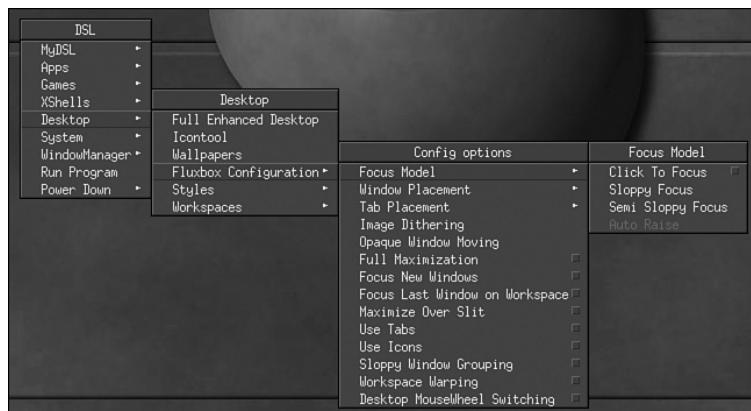 DSL
MyDSL
Apps
Games
XShells
Desktop
System
WindowManager
Run Program
Power Down
Desktop
Full Enhanced Desktop
Icontool
Wallpapers
Fluxbox Configuration
Styles
Workspaces
Config options
Focus Model
Window Placement
Tab Placement
Image Dithering
Opaque Window Moving
Full Maximization
Focus New Windows
Focus Last Window on Workspace
Maximize Over Slit
Use Tabs
Use Icons
Sloppy Window Grouping
Workspace Warping
Desktop MouseWheel Switching
Focus Model
Click To Focus
Sloppy Focus
Semi Sloppy Focus
Auto Raise